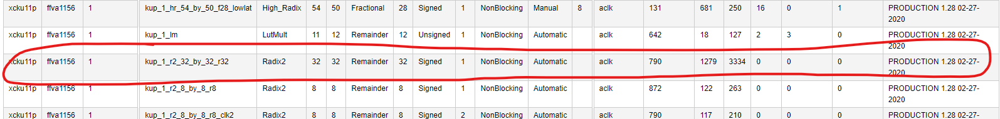 xcku11p ffva1156 1 kup_1_hr_54_by_50_f28_lowlat High_Radix 54 50 Fractional 28 Signed 1 NonBlocking Manual 8 aclk 131 681 250 16 0 1 PRODUCTION 1.28 02-27-
2020
xcku11p ffva1156 1 kup_1_lm LutMult 11 12 Remainder 12 Unsigned 1 NonBlocking Automatic aclk 642 18 127 2 3 0 PRODUCTION 1.28 02-27-
2020
xcku11p ffva1156 1 kup_1_r2_32_by_32_r32 Radix2 32 32 Remainder 32 Signed 1 NonBlocking Automatic aclk 790 1279 3334 0 0 0 PRODUCTION 1.28 02-27-
2020
xcku11p ffva1156 1 kup_1_r2_8_by_8_r8 Radix2 8 8 Remainder 8 Signed 1 NonBlocking Automatic aclk 872 122 263 0 0 0 PRODUCTION 1.28 02-27-
2020
xcku11p ffva1156 1 kup_1_r2_8_by_8_r8_clk2 Radix2 8 8 Remainder 8 Signed 2 NonBlocking Automatic aclk 790 117 210 0 0 0 PRODUCTION 1.28 02-27-